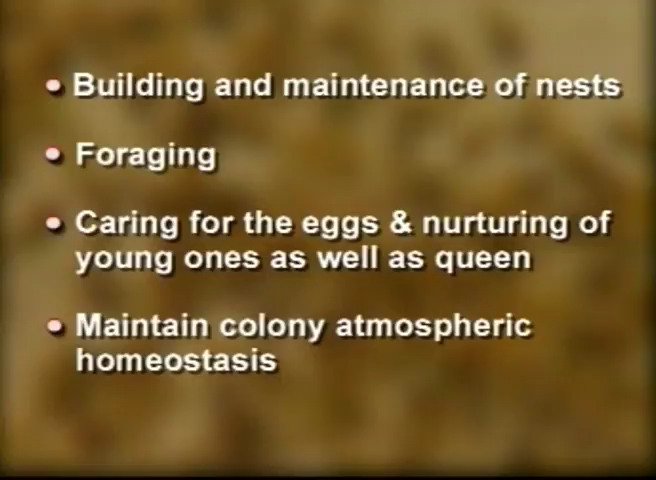 • Building and maintenance of nests
• Foraging
• Caring for the eggs & nurturing of
young ones as well as queen
• Maintain colony atmospheric
homeostasis